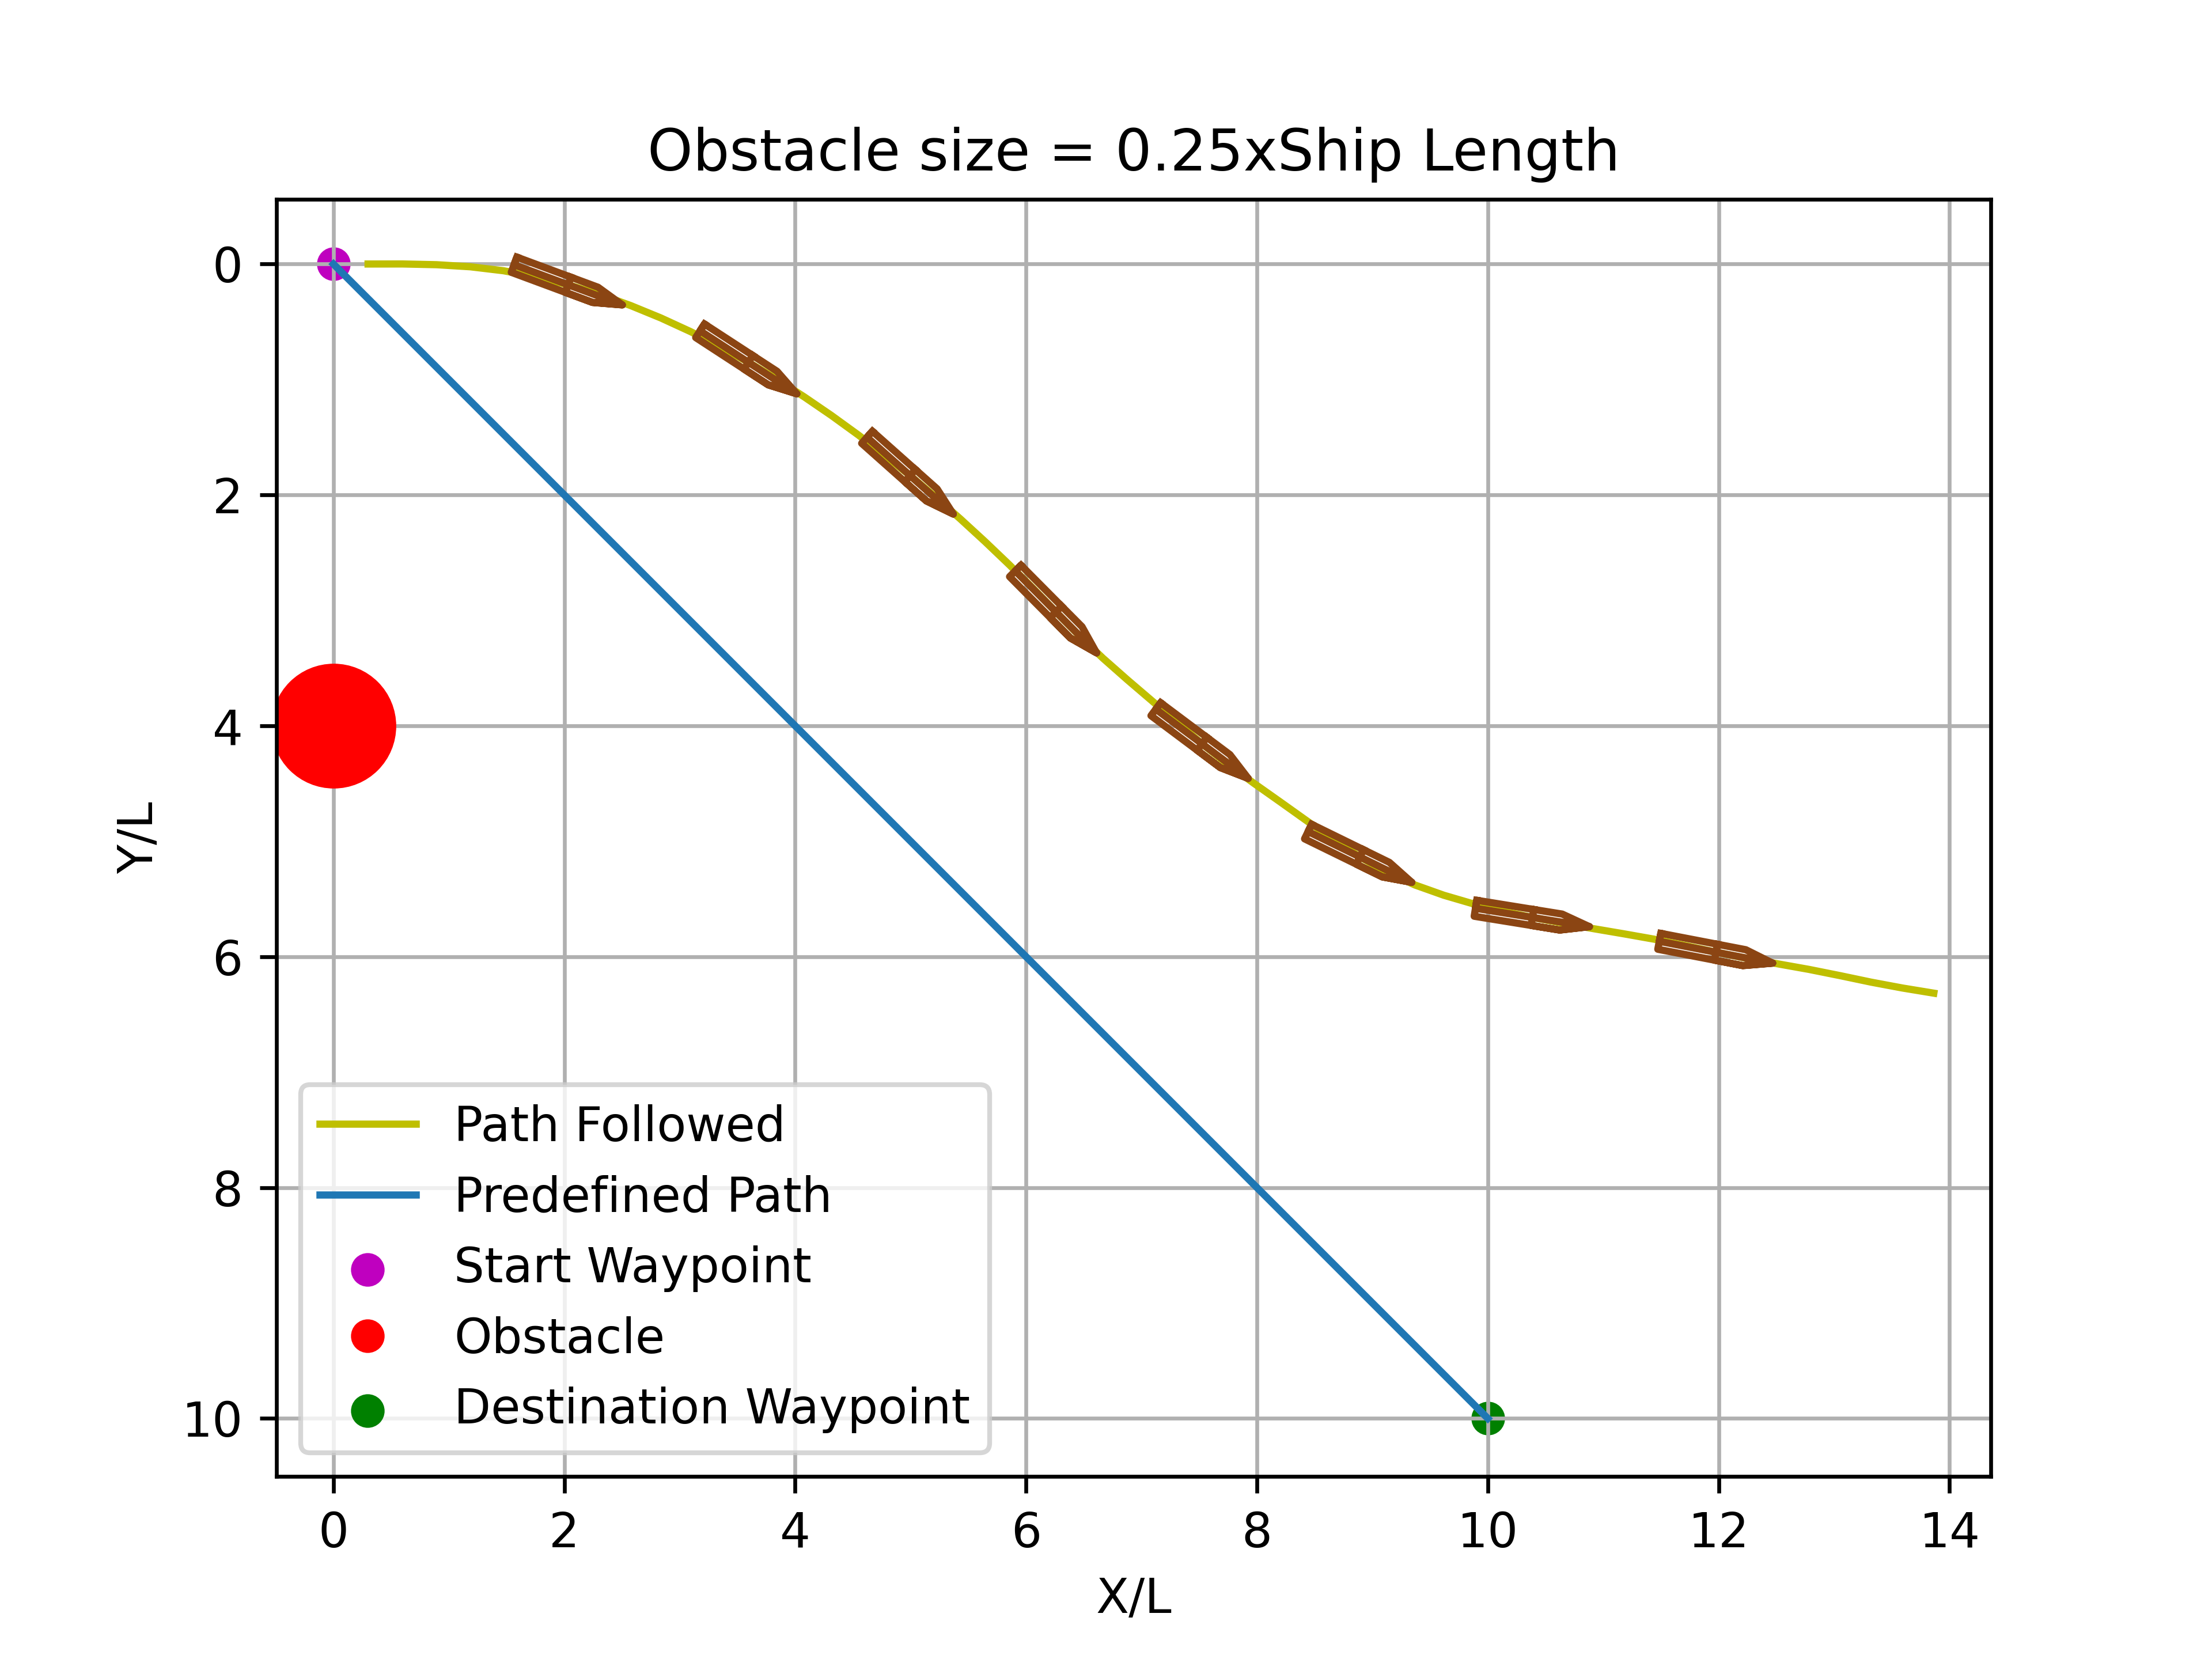 Obstacle size = 0.25xShip Length
0
2
4
6
8
10
Y/L
Path Followed
Predefined Path
Start Waypoint
Obstacle
Destination Waypoint
0 2 4 6 8 10 12 14
X/L